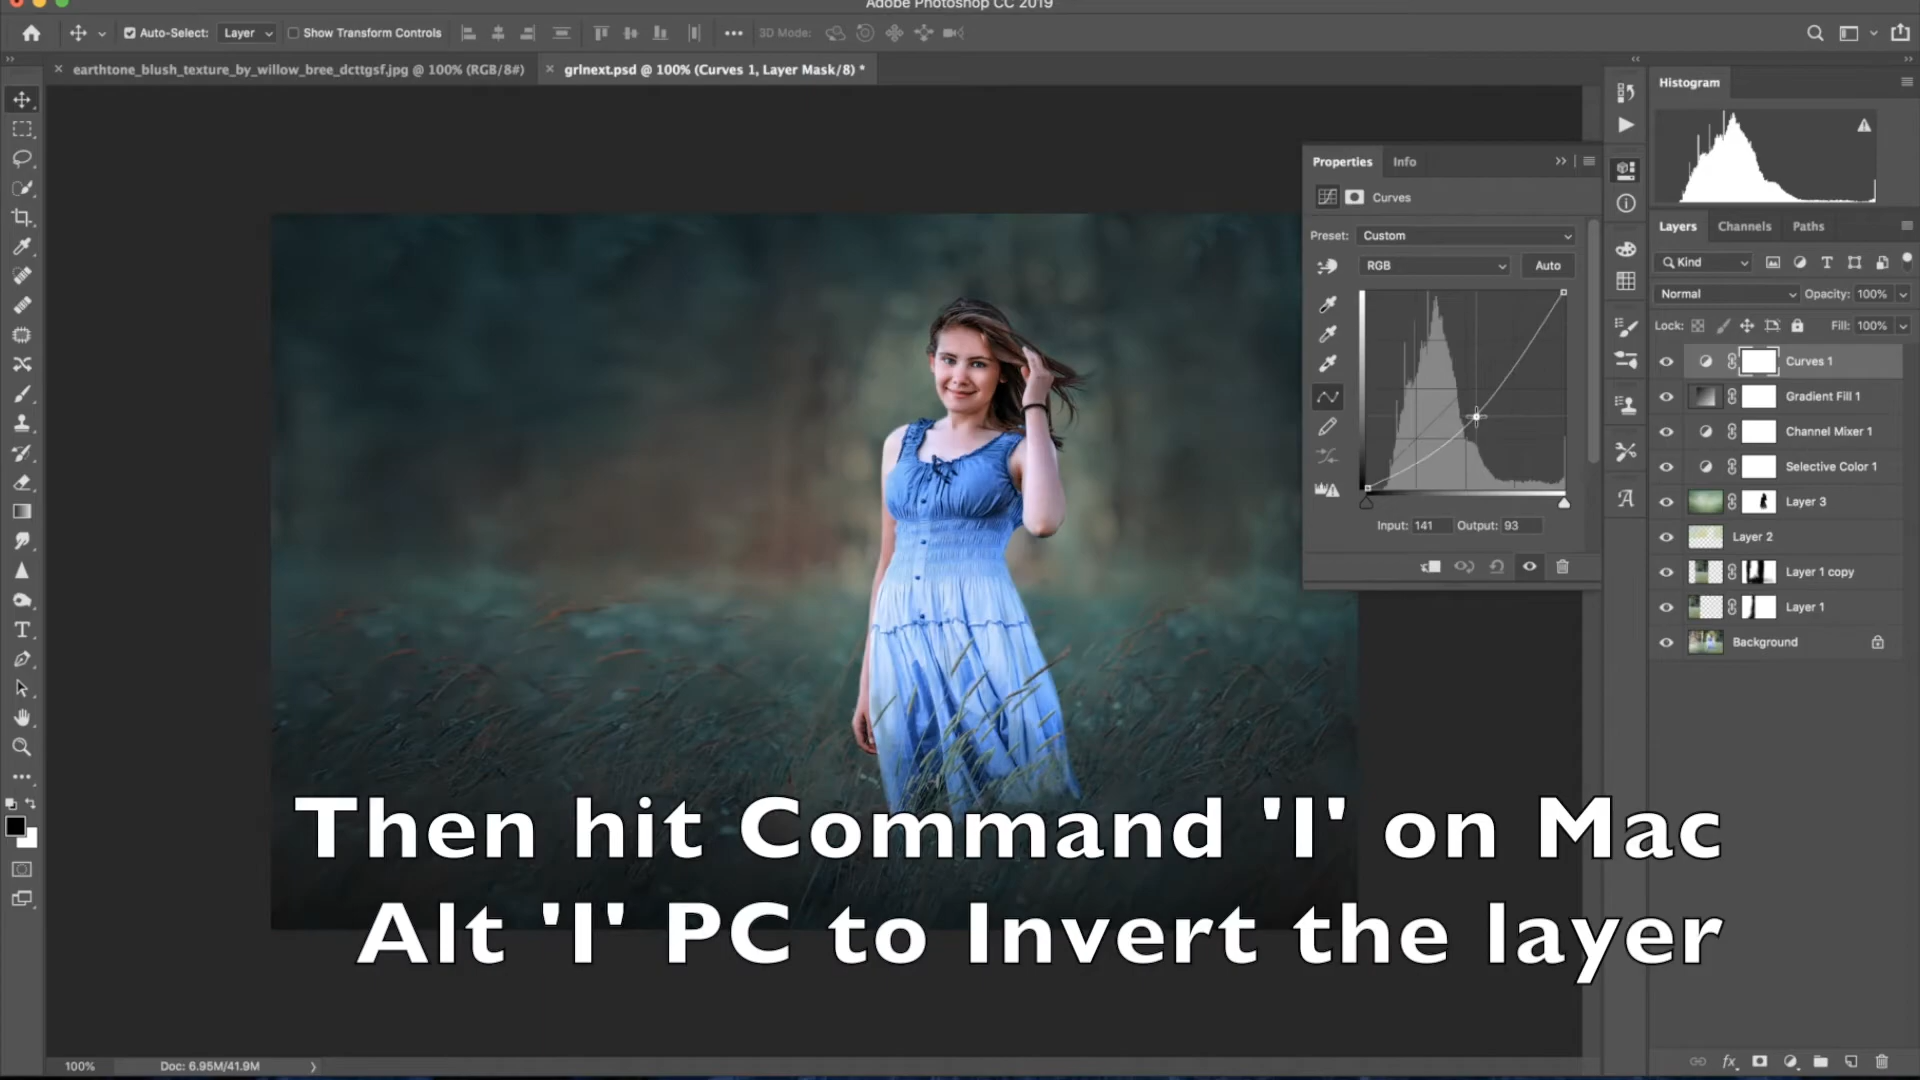 Adobe Photoshop CC 2019
Auto-Select: Layer Show Transform Controls 3D Mode:
earthtone_blush_texture_by_willow_bree_dcttgsf.jpg @ 100% (RGB/8#) grlnext.psd @ 100% (Curves 1, Layer Mask/8) *
Histogram
Properties Info
Curves
Preset: Custom
RGB Auto
Input: 141 Output: 93
Layers Channels Paths
Kind
Normal Opacity: 100%
Lock: Fill: 100%
Curves 1
Gradient Fill 1
Channel Mixer 1
Selective Color 1
Layer 3
Layer 2
Layer 1 copy
Layer 1
Background
Then hit Command 'I' on Mac
Alt 'I' PC to Invert the layer
100% Doc: 6.95M/41.9M
fx